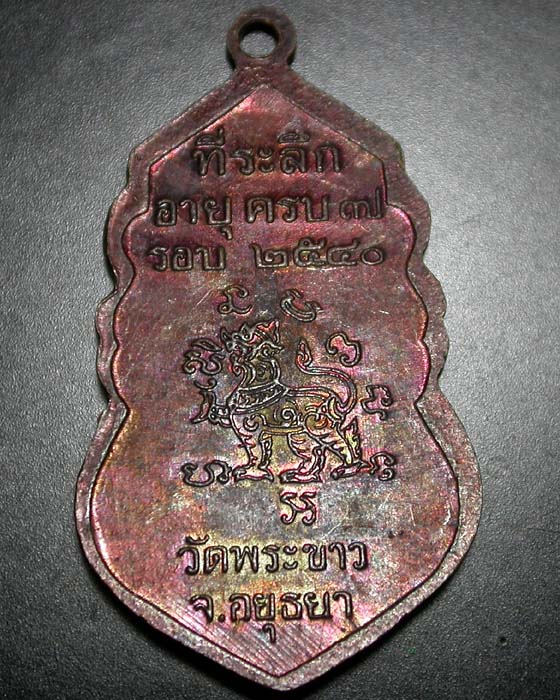 ที่ระลึก
อายุ ครบ ๗
รอบ ๒๕๔๐
วัดพระขาว
จ.อยุธยา